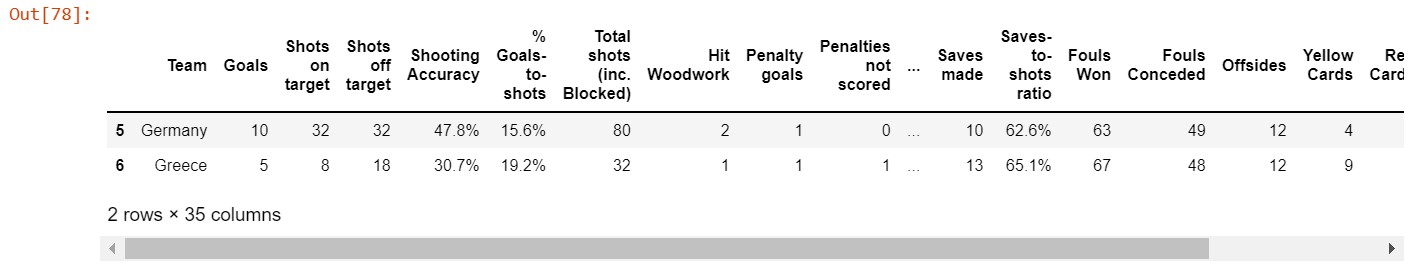 Out[78]:
Team Goals Shots on target Shots off target Shooting Accuracy % Goals-to-shots Total shots (inc. Blocked) Hit Woodwork Penalty goals Penalties not scored ... Saves made Saves-to-shots ratio Fouls Won Fouls Conceded Offsides Yellow Cards Re Card
5 Germany 10 32 32 47.8% 15.6% 80 2 1 0 ... 10 62.6% 63 49 12 4
6 Greece 5 8 18 30.7% 19.2% 32 1 1 1 ... 13 65.1% 67 48 12 9
2 rows × 35 columns